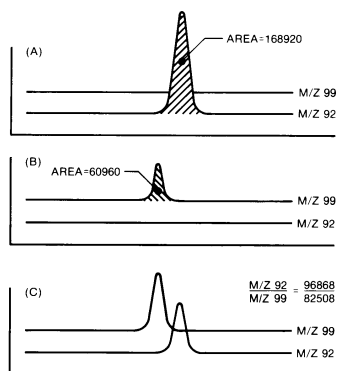 (A)
AREA=168920
M/Z 99
M/Z 92
(B)
AREA=60960
M/Z 99
M/Z 92
(C)
M/Z 92 = 96868
M/Z 99 82508
M/Z 99
M/Z 92